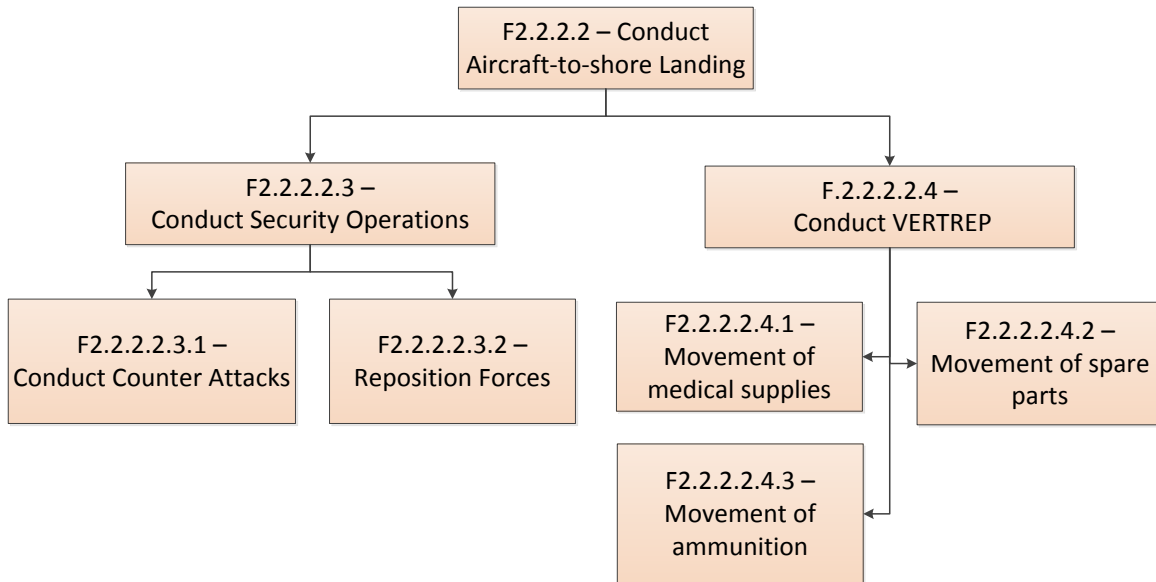 F2.2.2.2 – Conduct
Aircraft-to-shore Landing
F2.2.2.2.3 –
Conduct Security Operations
F.2.2.2.2.4 –
Conduct VERTREP
F2.2.2.2.3.1 –
Conduct Counter Attacks
F2.2.2.2.3.2 –
Reposition Forces
F2.2.2.2.4.1 –
Movement of
medical supplies
F2.2.2.2.4.2 –
Movement of spare
parts
F2.2.2.2.4.3 –
Movement of
ammunition